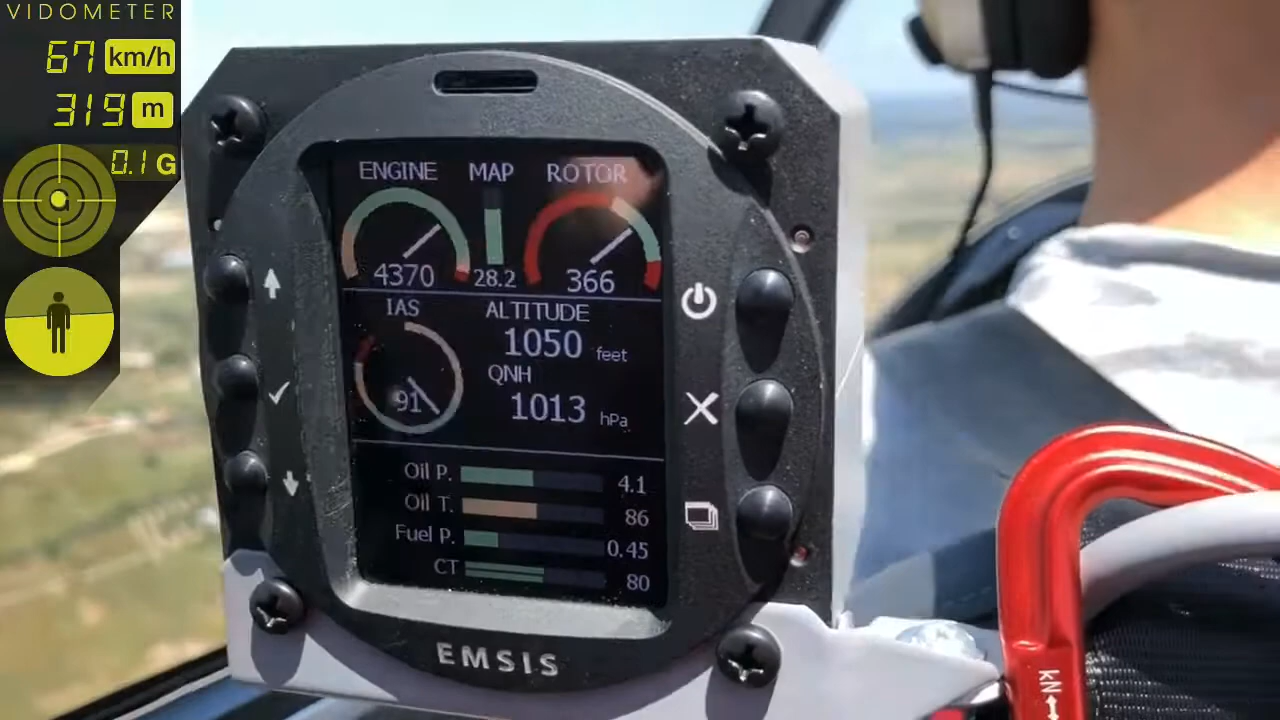 VIDOMETER
67 km/h
319 m
0.1 G
ENGINE MAP ROTOR
4370 28.2 366
IAS ALTITUDE
1050 feet
QNH
91 1013 hPa
Oil P. 4.1
Oil T. 86
Fuel P. 0.45
CT 80
EMSIS
kN